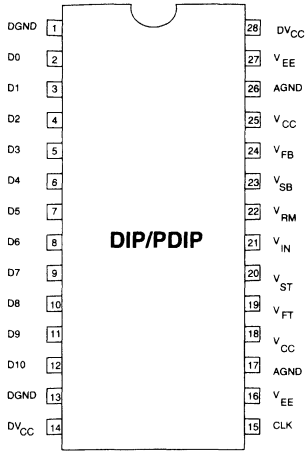 DGND 1 28 DVCC
D0 2 27 VEE
D1 3 26 AGND
D2 4 25 VCC
D3 5 24 VFB
D4 6 23 VSB
D5 7 22 VRM
D6 8 DIP/PDIP 21 VIN
D7 9 20 VST
D8 10 19 VFT
D9 11 18 VCC
D10 12 17 AGND
DGND 13 16 VEE
DVCC 14 15 CLK